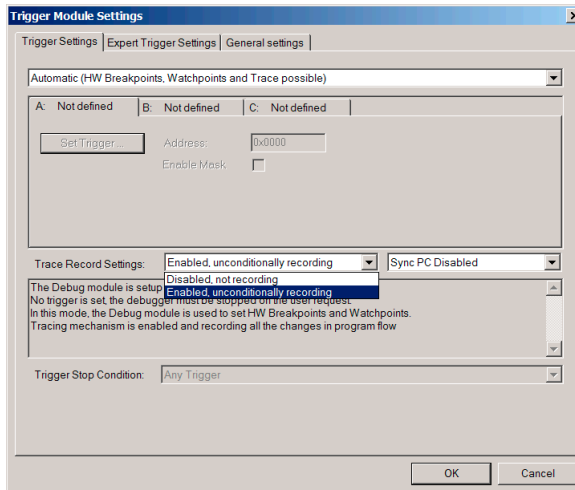 Trigger Module Settings
Trigger Settings
Expert Trigger Settings
General settings
Automatic (HW Breakpoints, Watchpoints and Trace possible)
A: Not defined
B: Not defined
C: Not defined
Set Trigger ...
Address:
0x0000
Enable Mask
Trace Record Settings:
Enabled, unconditionally recording
Sync PC Disabled
Disabled, not recording
Enabled, unconditionally recording
The Debug module is setup
No trigger is set, the debugger must be stopped on the user request.
In this mode, the Debug module is used to set HW Breakpoints and Watchpoints.
Tracing mechanism is enabled and recording all the changes in program flow
Trigger Stop Condition:
Any Trigger
OK
Cancel